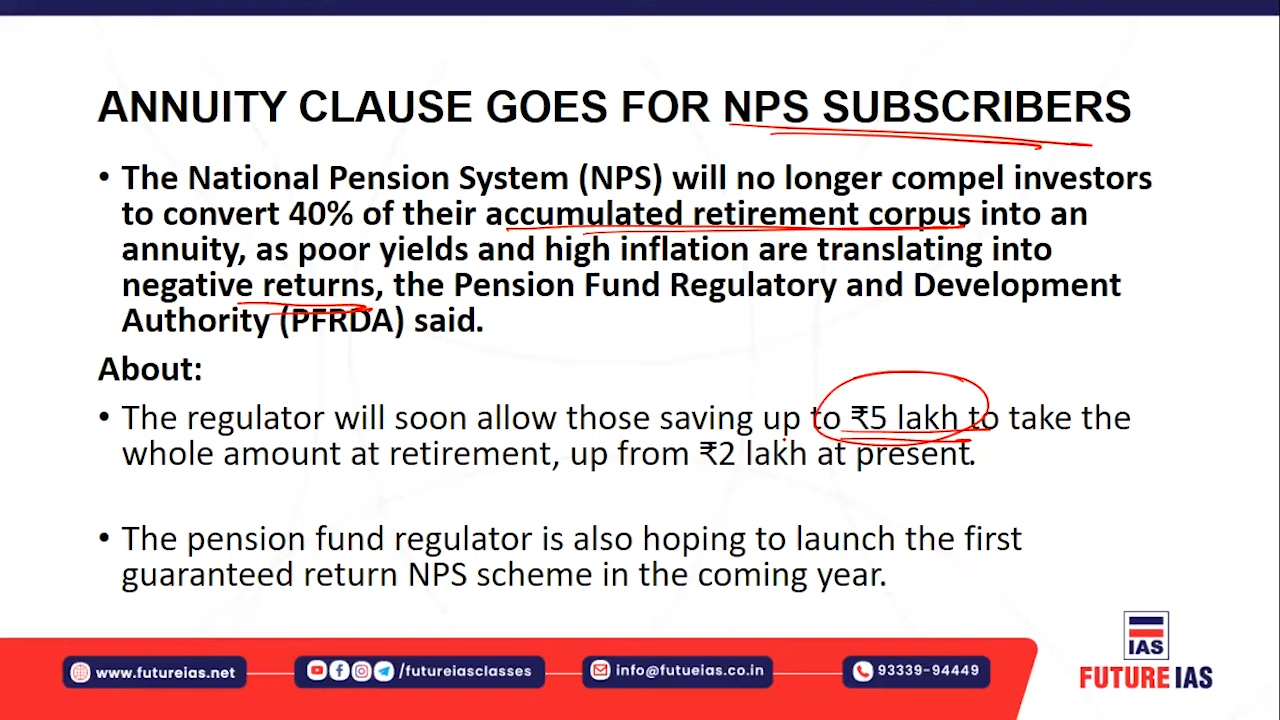 ANNUITY CLAUSE GOES FOR NPS SUBSCRIBERS
• The National Pension System (NPS) will no longer compel investors
to convert 40% of their accumulated retirement corpus into an
annuity, as poor yields and high inflation are translating into
negative returns, the Pension Fund Regulatory and Development
Authority (PFRDA) said.
About:
• The regulator will soon allow those saving up to ₹5 lakh to take the
whole amount at retirement, up from ₹2 lakh at present.
• The pension fund regulator is also hoping to launch the first
guaranteed return NPS scheme in the coming year.
IAS
FUTURE IAS
www.futureias.net
/futureiasclasses
info@futueias.co.in
93339-94449